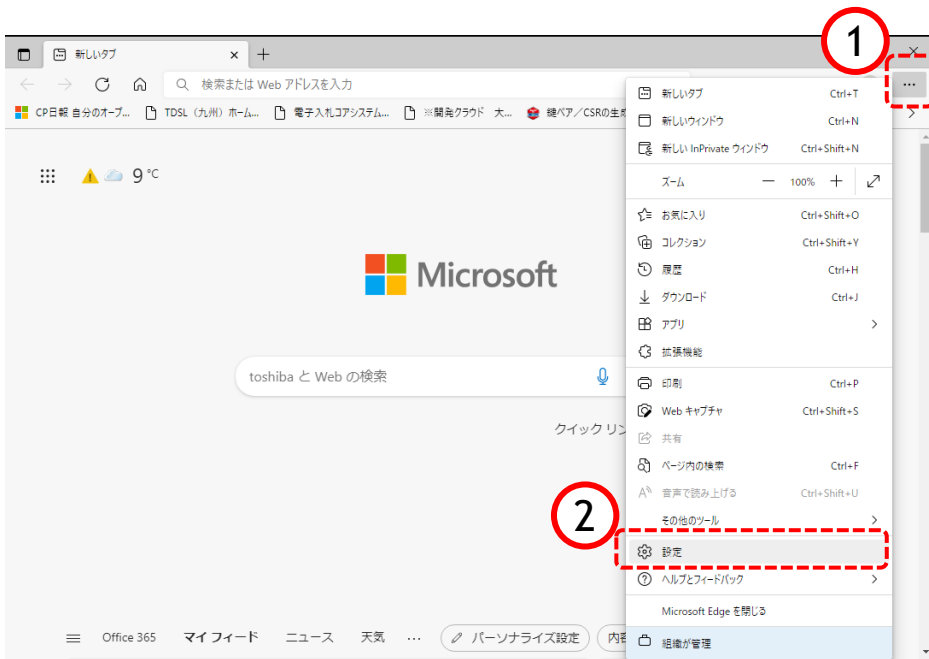 1
新しいタブ
検索または Web アドレスを入力
CP日報 自分のオープ... TDSL（九州）ホーム... 電子入札コアシステム... ※開発クラウド 大... 鍵ペア／CSRの生成
9 °C
Microsoft
toshiba と Web の検索
クイック リン
新しいタブ Ctrl+T
新しいウィンドウ Ctrl+N
新しい InPrivate ウィンドウ Ctrl+Shift+N
ズーム 100%
お気に入り Ctrl+Shift+O
コレクション Ctrl+Shift+Y
履歴 Ctrl+H
ダウンロード Ctrl+J
アプリ
拡張機能
印刷 Ctrl+P
Web キャプチャ Ctrl+Shift+S
共有
ページ内の検索 Ctrl+F
音声で読み上げる Ctrl+Shift+U
その他のツール
2
設定
ヘルプとフィードバック
Microsoft Edge を閉じる
組織が管理
Office 365 マイ フィード ニュース 天気 ... パーソナライズ設定 内容